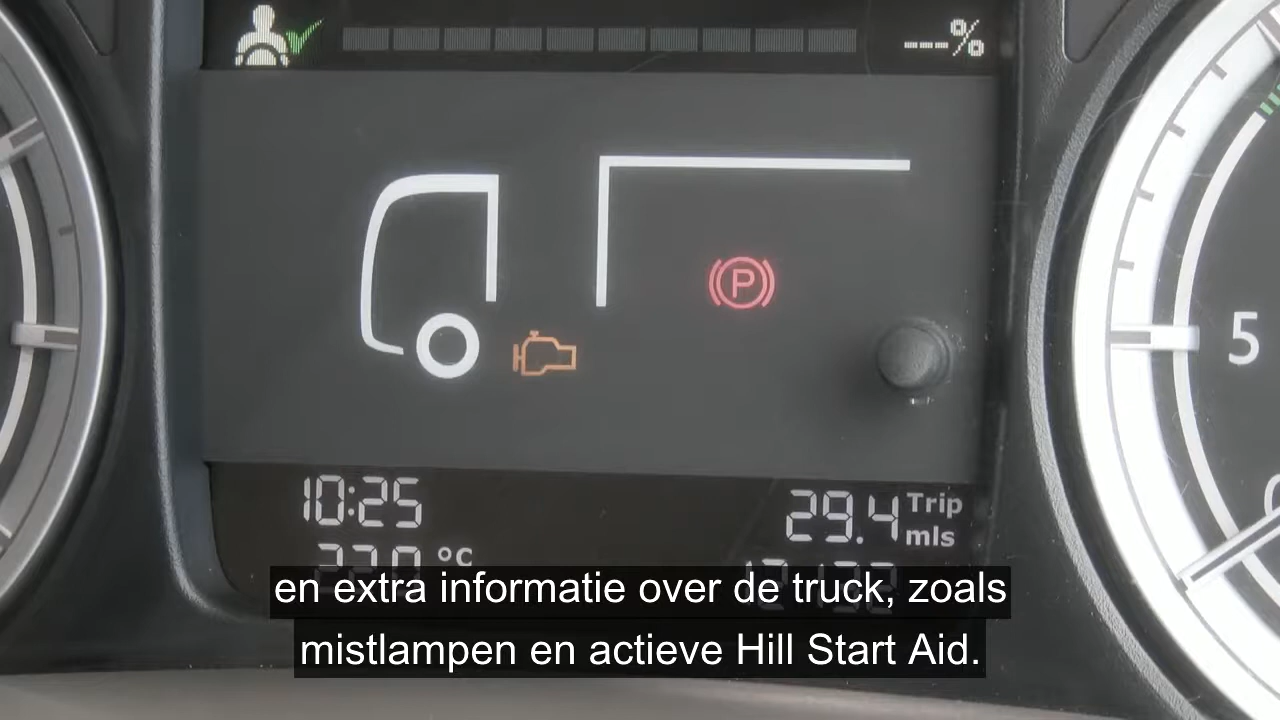 ---%
P
5
10:25
29.4 Trip
mls
°C
en extra informatie over de truck, zoals
mistlampen en actieve Hill Start Aid.